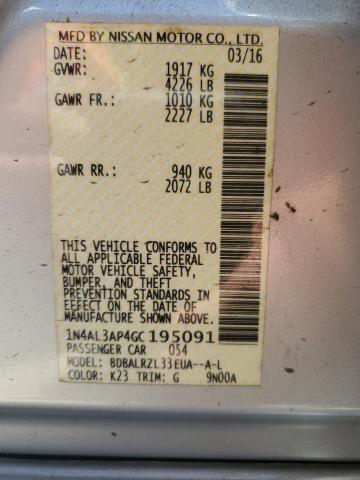 MFD BY NISSAN MOTOR CO., LTD.
DATE: 03/16
GVWR: 1917 KG
4226 LB
GAWR FR.: 1010 KG
2227 LB
GAWR RR.: 940 KG
2072 LB
THIS VEHICLE CONFORMS TO
ALL APPLICABLE FEDERAL
MOTOR VEHICLE SAFETY,
BUMPER, AND THEFT
PREVENTION STANDARDS IN
EFFECT ON THE DATE OF
MANUFACTURE SHOWN ABOVE.
1N4AL3AP4GC195091
PASSENGER CAR 054
MODEL: BDBALRZL33EUA--A-L
COLOR: K23 TRIM: G 9N00A